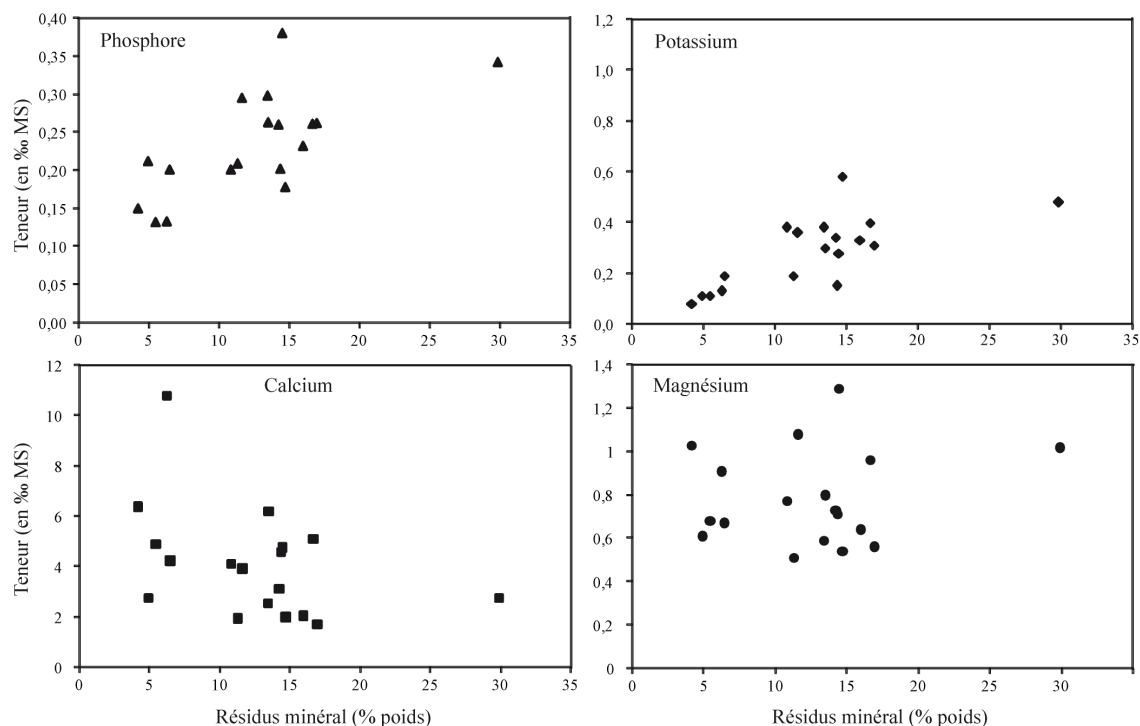 Phosphore
Teneur (en ‰ MS)
0,40
0,35
0,30
0,25
0,20
0,15
0,10
0,05
0,00
0 5 10 15 20 25 30 35
Potassium
1,2
1,0
0,8
0,6
0,4
0,2
0,0
0 5 10 15 20 25 30 35
Calcium
Teneur (en ‰ MS)
12
10
8
6
4
2
0
0 5 10 15 20 25 30 35
Résidus minéral (% poids)
Magnésium
1,4
1,2
1
0,8
0,6
0,4
0,2
0
0 5 10 15 20 25 30 35
Résidus minéral (% poids)